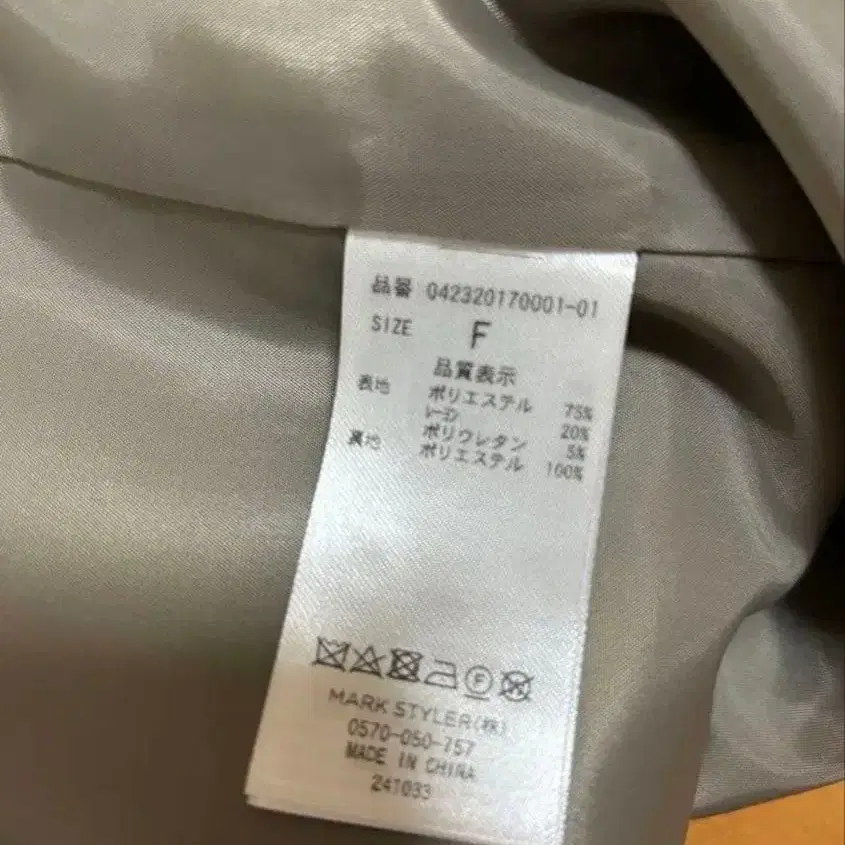 品番 042320170001-01
SIZE F
品質表示
表地 ポリエステル 75%
レーヨン 20%
ポリウレタン 5%
裏地 ポリエステル 100%
F
MARK STYLER(株)
0570-050-757
MADE IN CHINA
241033